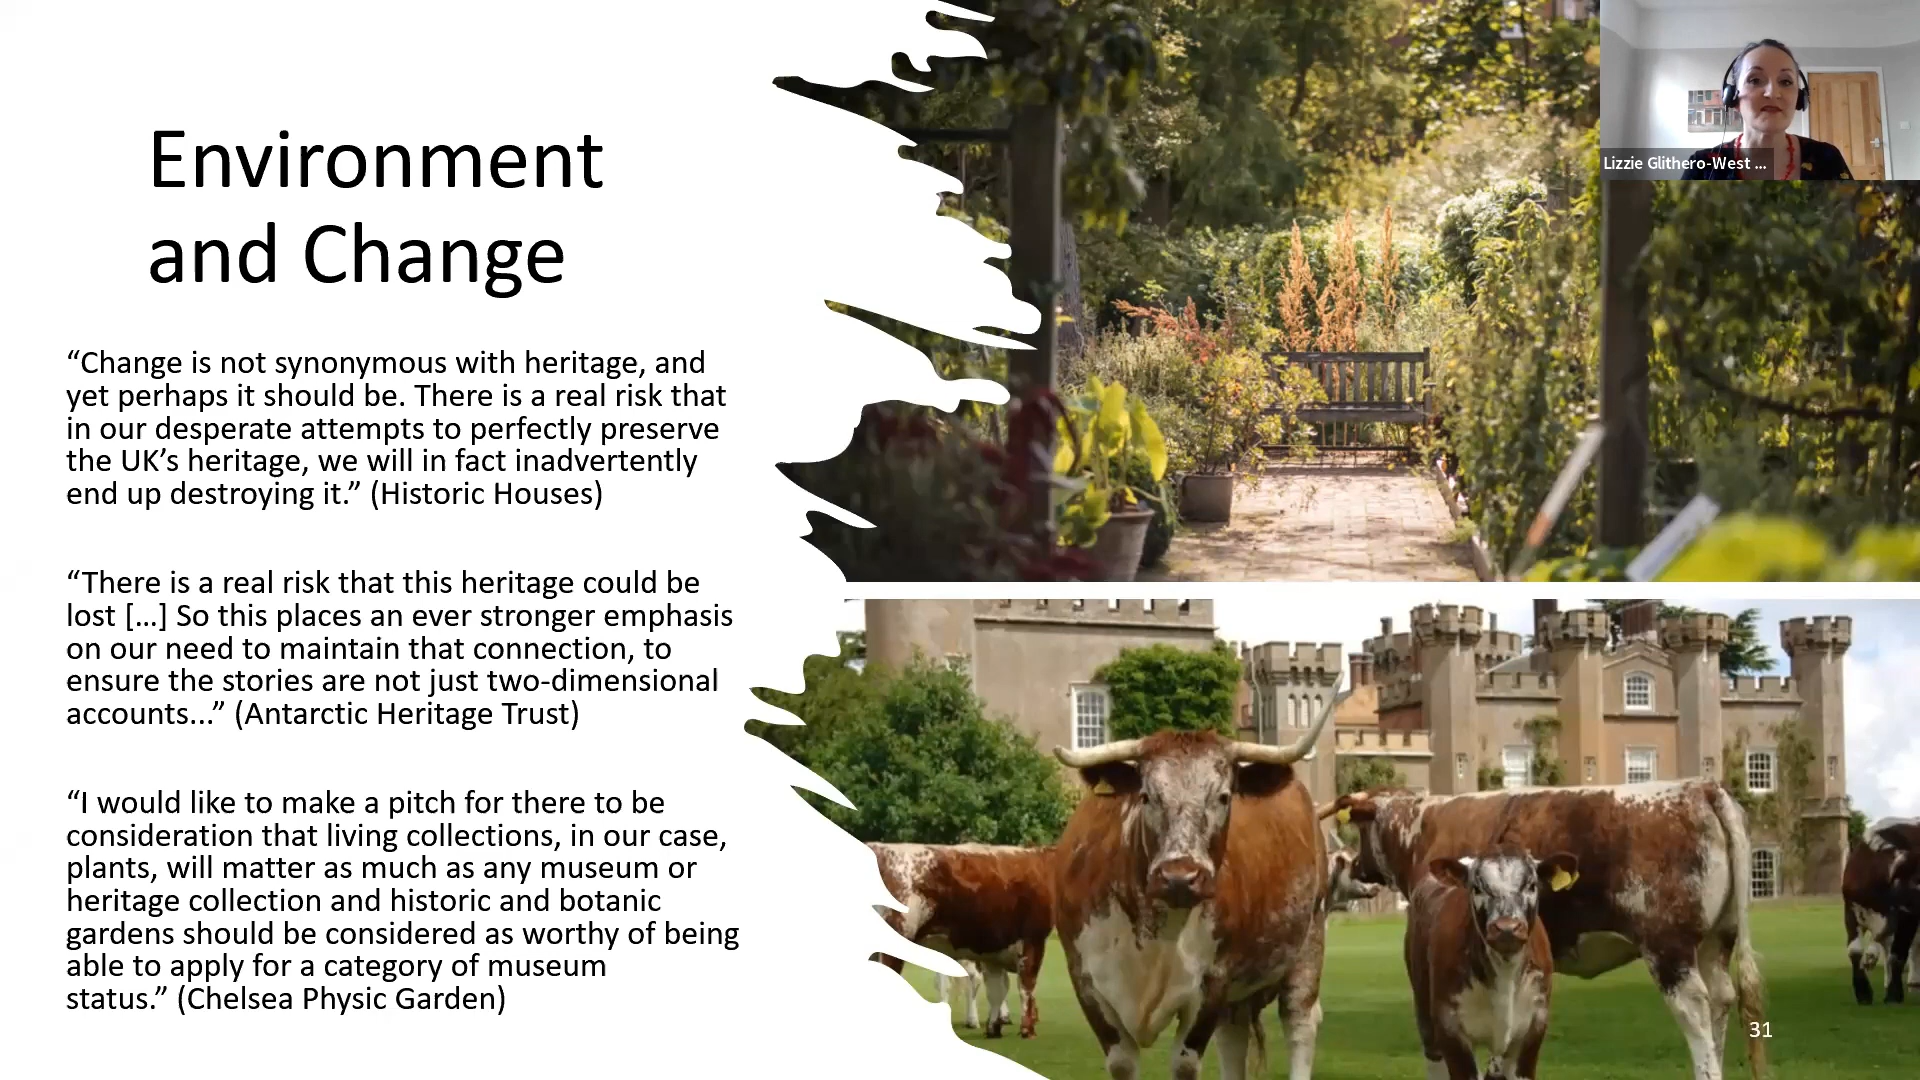 Environment
and Change
“Change is not synonymous with heritage, and
yet perhaps it should be. There is a real risk that
in our desperate attempts to perfectly preserve
the UK’s heritage, we will in fact inadvertently
end up destroying it.” (Historic Houses)
“There is a real risk that this heritage could be
lost […] So this places an ever stronger emphasis
on our need to maintain that connection, to
ensure the stories are not just two-dimensional
accounts...” (Antarctic Heritage Trust)
“I would like to make a pitch for there to be
consideration that living collections, in our case,
plants, will matter as much as any museum or
heritage collection and historic and botanic
gardens should be considered as worthy of being
able to apply for a category of museum
status.” (Chelsea Physic Garden)
Lizzie Glithero-West ...
31